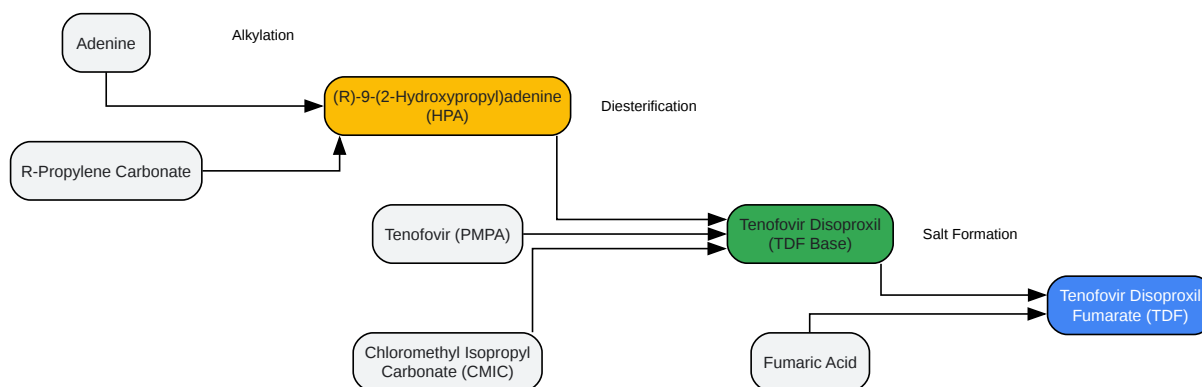 Adenine
Alkylation
(R)-9-(2-Hydroxypropyl)adenine
(HPA)
Diesterification
R-Propylene Carbonate
Tenofovir (PMPA)
Tenofovir Disoproxil
(TDF Base)
Salt Formation
Tenofovir Disoproxil
Fumarate (TDF)
Chloromethyl Isopropyl
Carbonate (CMIC)
Fumaric Acid